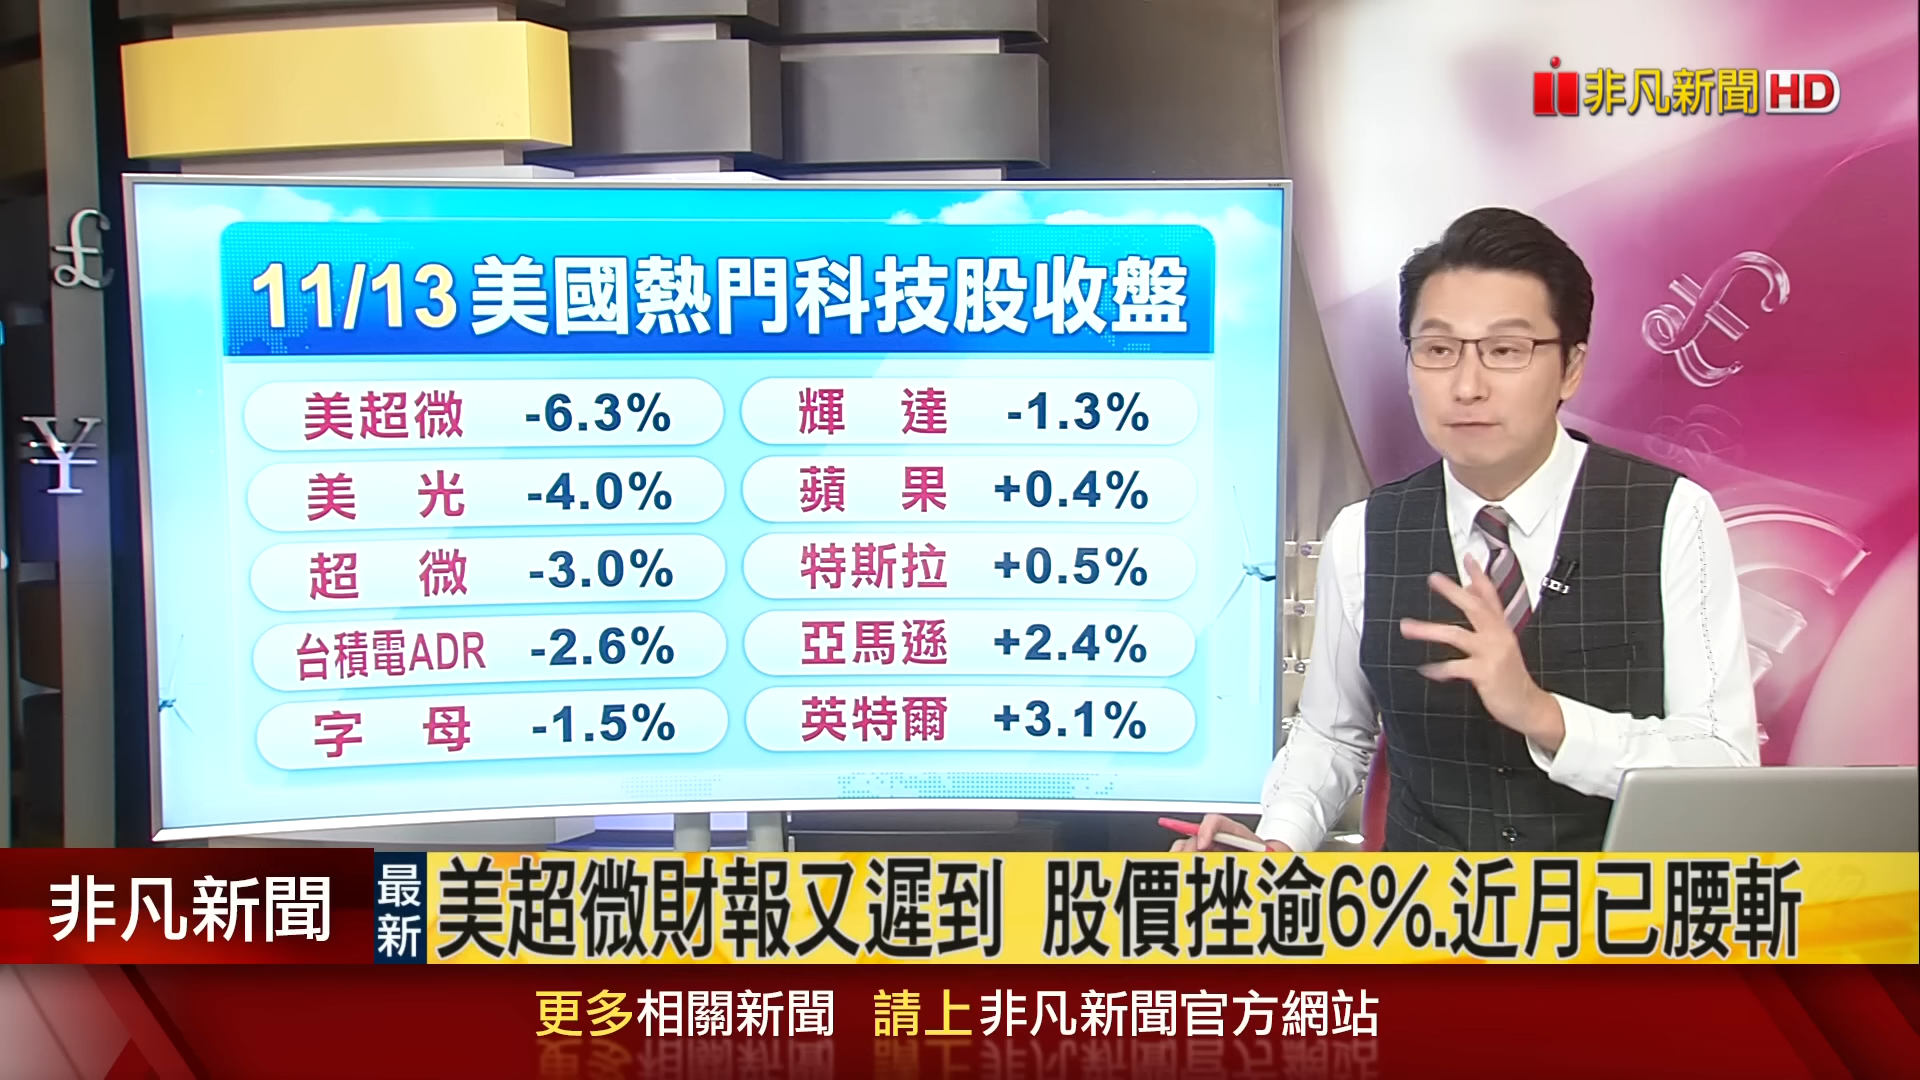 非凡新聞HD
11/13美國熱門科技股收盤
美超微 -6.3%
輝達 -1.3%
美光 -4.0%
蘋果 +0.4%
超微 -3.0%
特斯拉 +0.5%
台積電ADR -2.6%
亞馬遜 +2.4%
字母 -1.5%
英特爾 +3.1%
非凡新聞
最新
美超微財報又遲到 股價挫逾6%.近月已腰斬
更多相關新聞 請上非凡新聞官方網站
£
¥